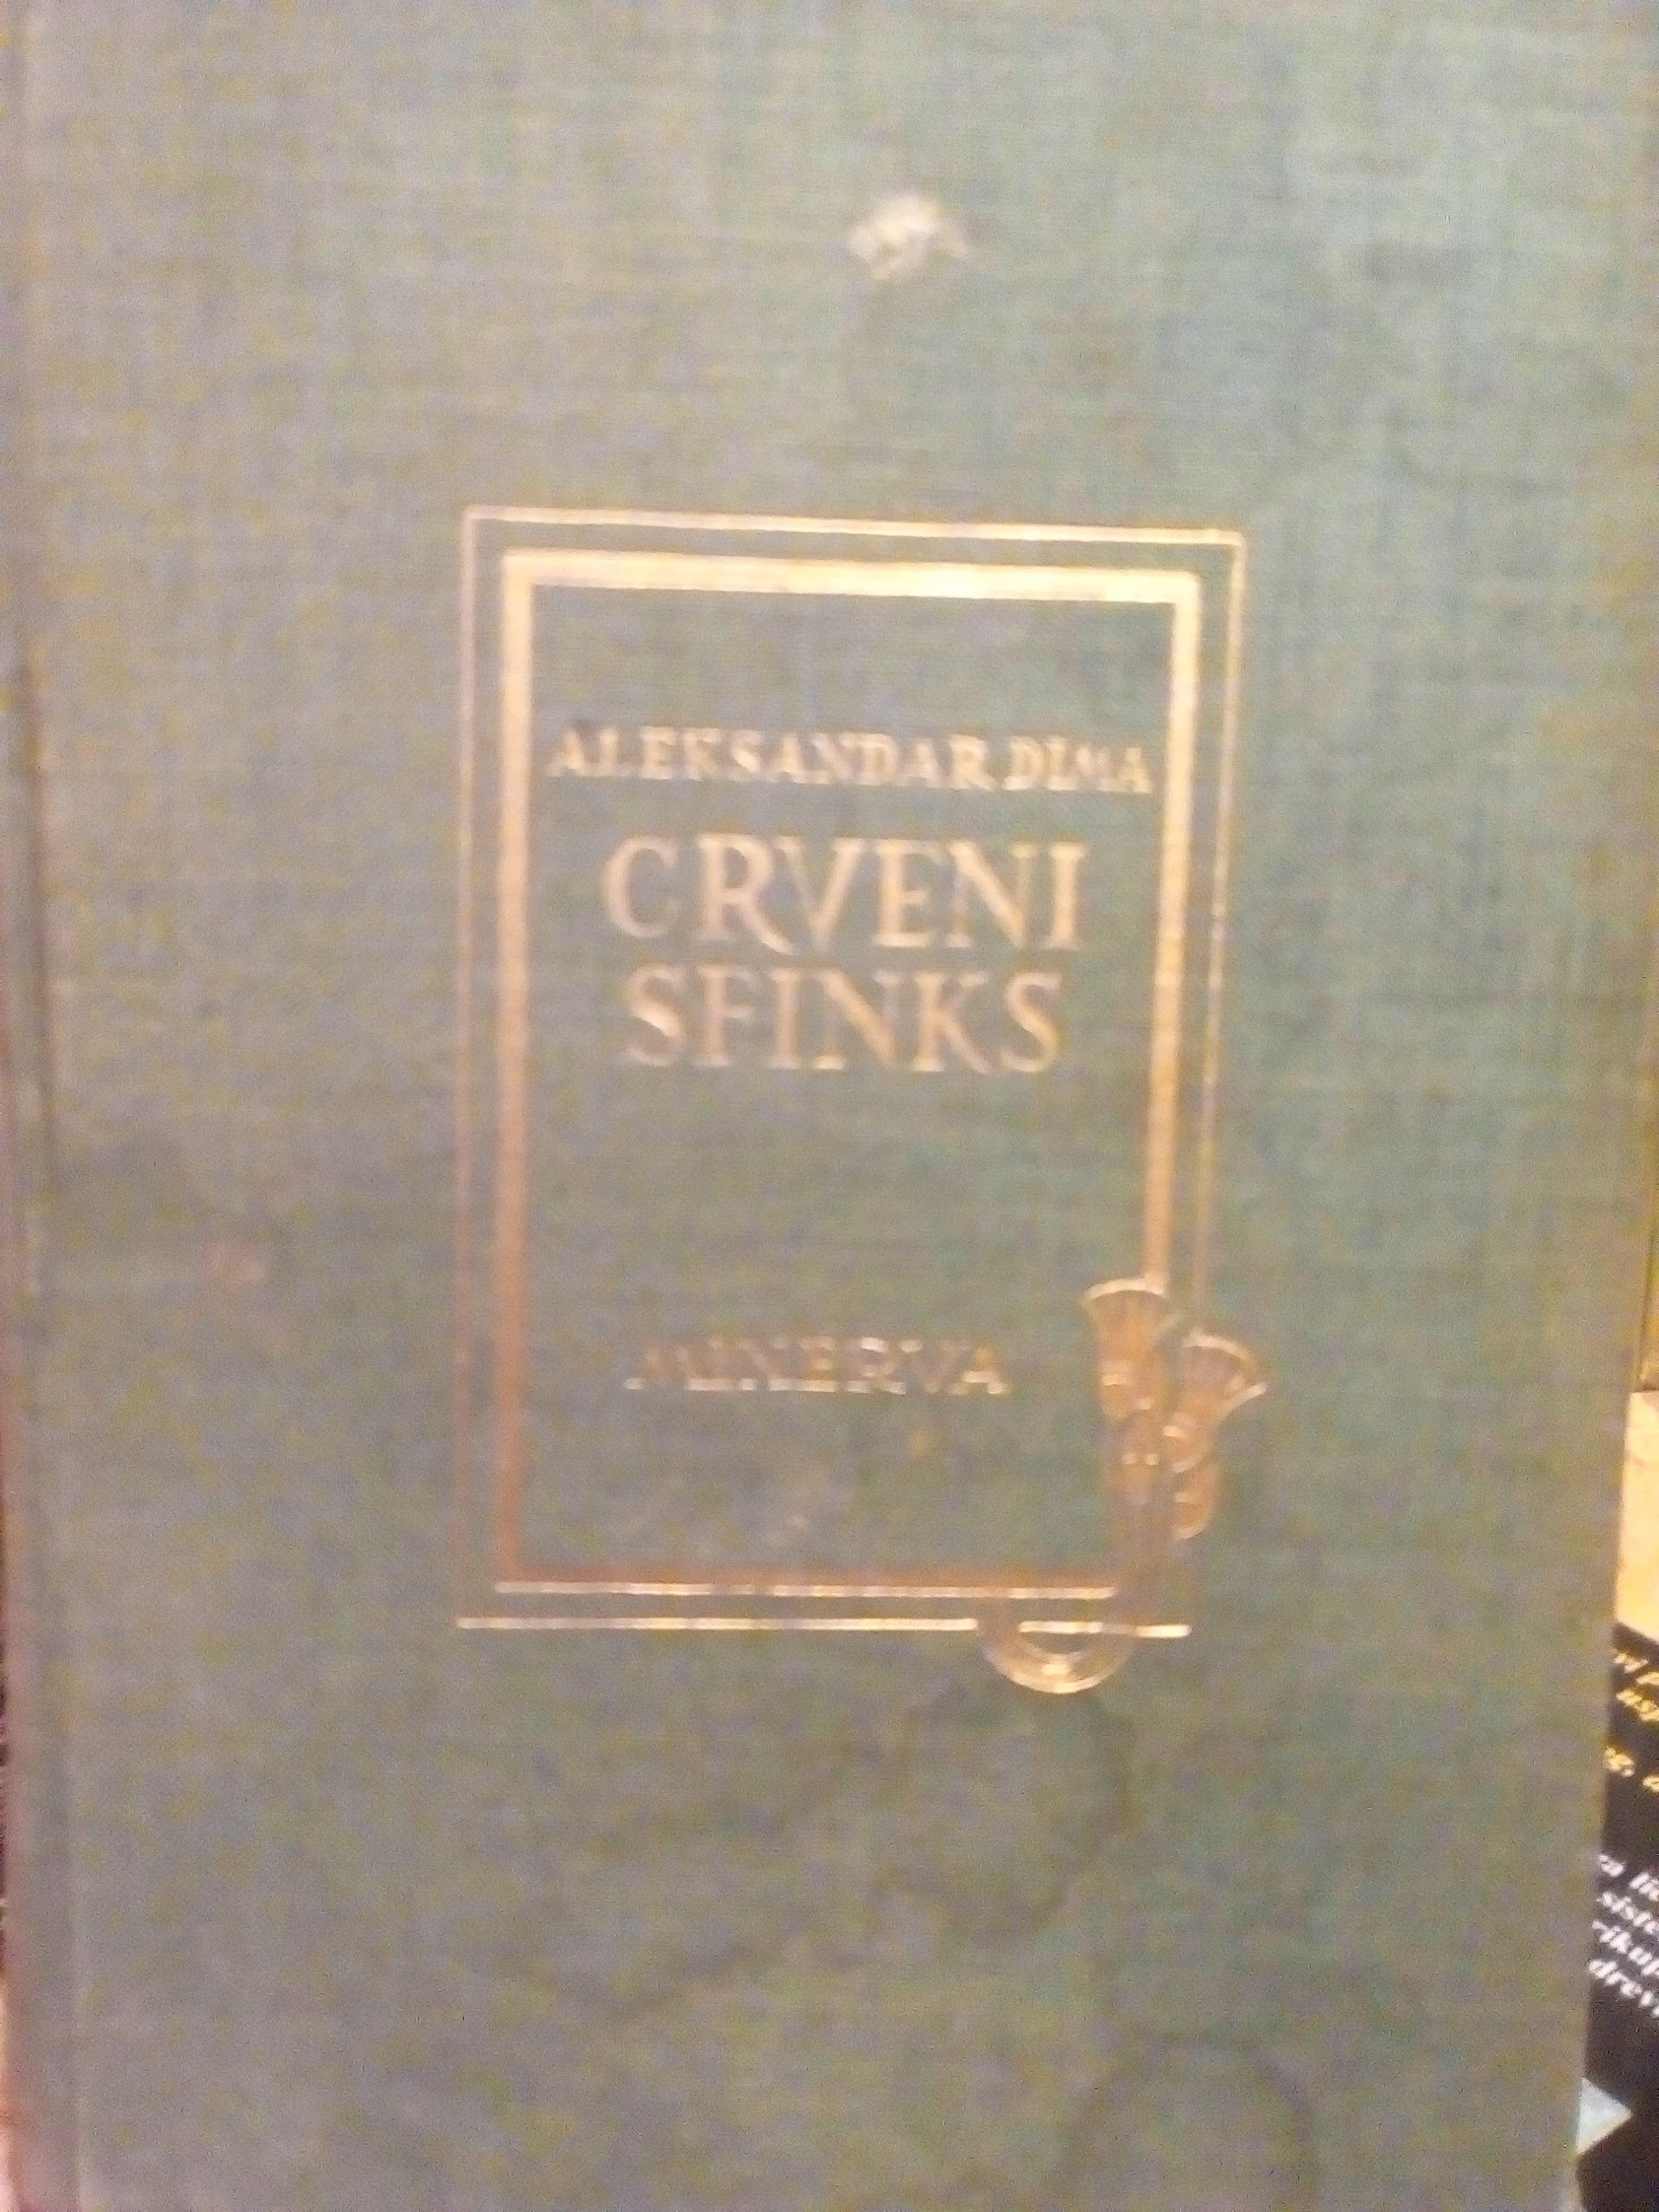 ALEKSANDAR DIMA
CRVENI
SFINKS
MINERVA